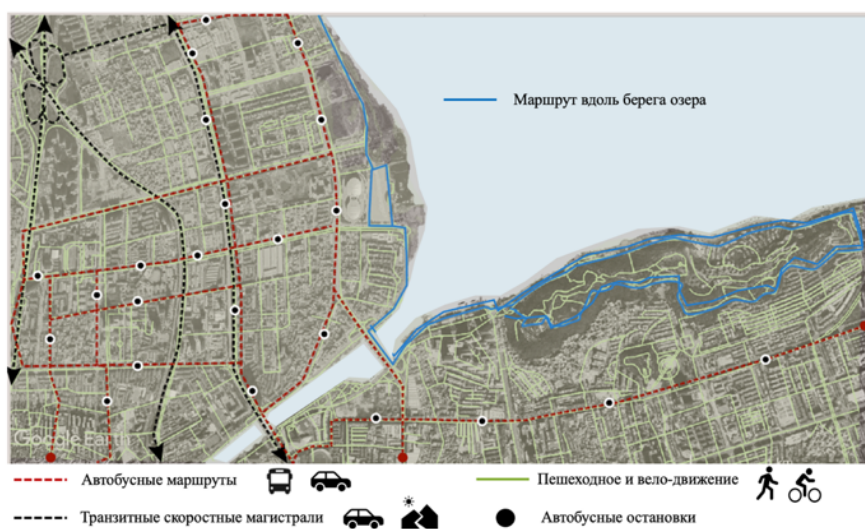 Маршрут вдоль берега озера
Google Earth
Автобусные маршруты
Пешеходное и вело-движение
Транзитные скоростные магистрали
Автобусные остановки